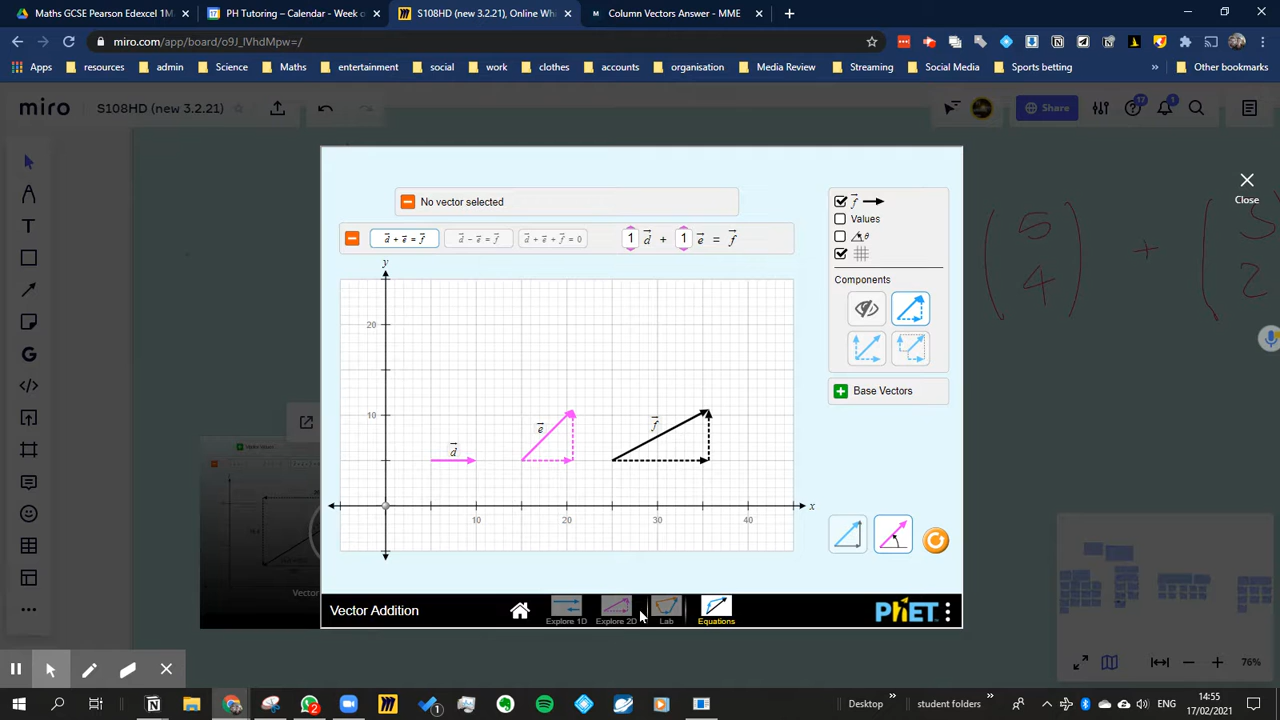 Maths GCSE Pearson Edexcel 1M
PH Tutoring – Calendar - Week o
S108HD (new 3.2.21), Online Wh
M Column Vectors Answer - MME
miro.com/app/board/o9J_lVhdMpw=/
Apps resources admin Science Maths entertainment social work clothes accounts organisation Media Review Streaming Social Media Sports betting Other bookmarks
miro S108HD (new 3.2.21) Share 17 1
Close
No vector selected
d + e = f d − e = f d + e + f = 0 1 d + 1 e = f
f
Values
θ
Components
Base Vectors
y
20
10
d e f
10 20 30 40 x
5
4
+
3
2
Vector Addition Explore 1D Explore 2D Lab Equations PhET
76%
Desktop student folders 14:55
17/02/2021